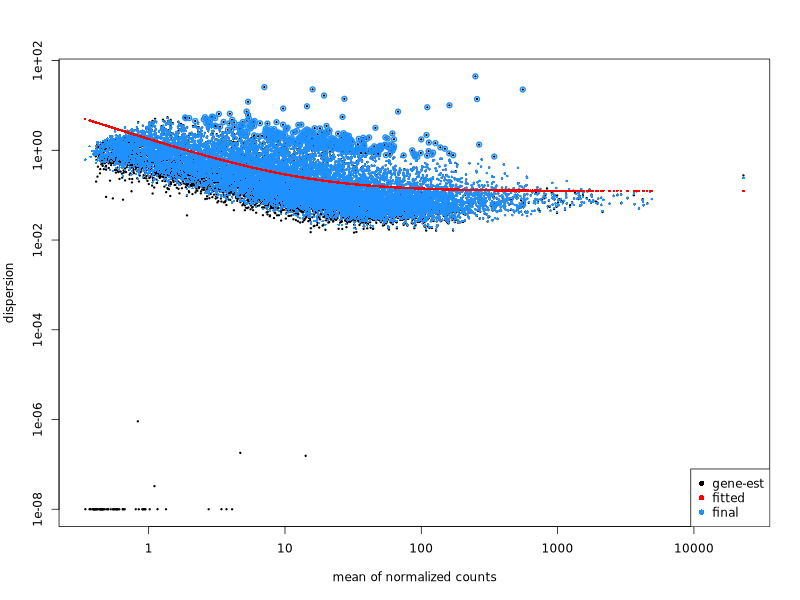 1e+02
1e+00
1e-02
1e-04
1e-06
1e-08
dispersion
1 10 100 1000 10000
mean of normalized counts
gene-est
fitted
final